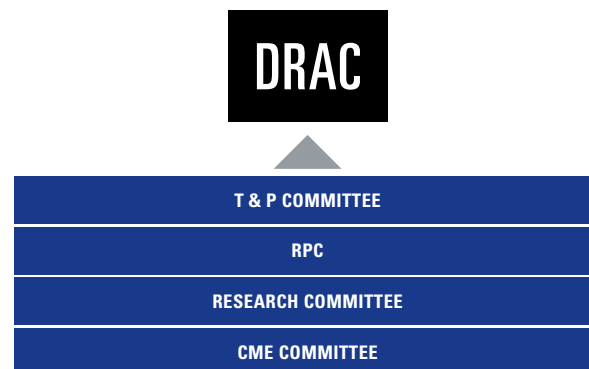 DRAC
T & P COMMITTEE
RPC
RESEARCH COMMITTEE
CME COMMITTEE